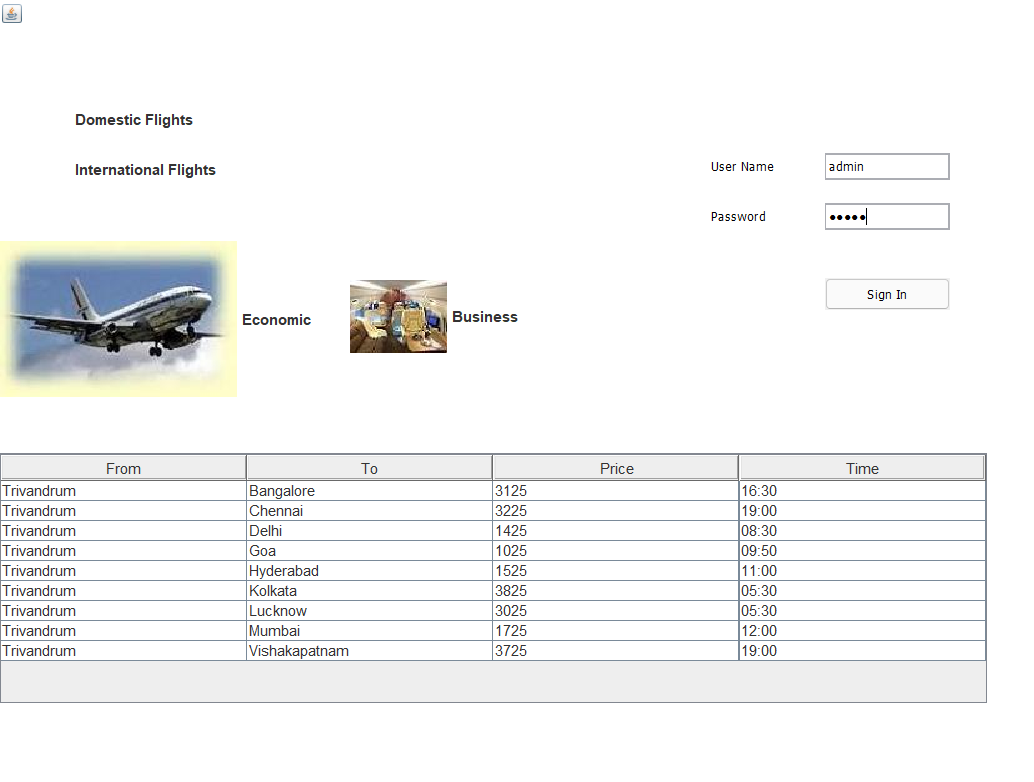 Domestic Flights
International Flights
User Name admin
Password •••••
Sign In
Economic
Business
From To Price Time
Trivandrum Bangalore 3125 16:30
Trivandrum Chennai 3225 19:00
Trivandrum Delhi 1425 08:30
Trivandrum Goa 1025 09:50
Trivandrum Hyderabad 1525 11:00
Trivandrum Kolkata 3825 05:30
Trivandrum Lucknow 3025 05:30
Trivandrum Mumbai 1725 12:00
Trivandrum Vishakapatnam 3725 19:00